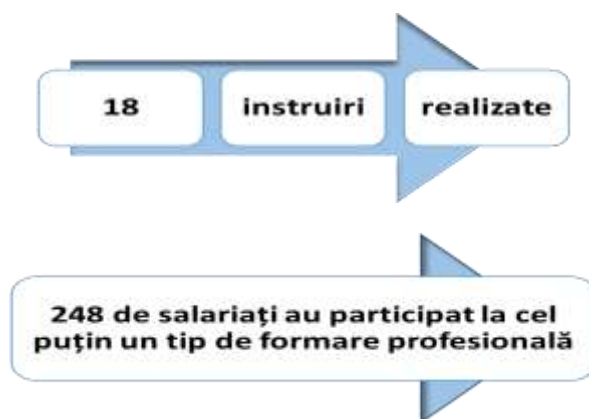 18 instruiri realizate
248 de salariați au participat la cel
puțin un tip de formare profesională